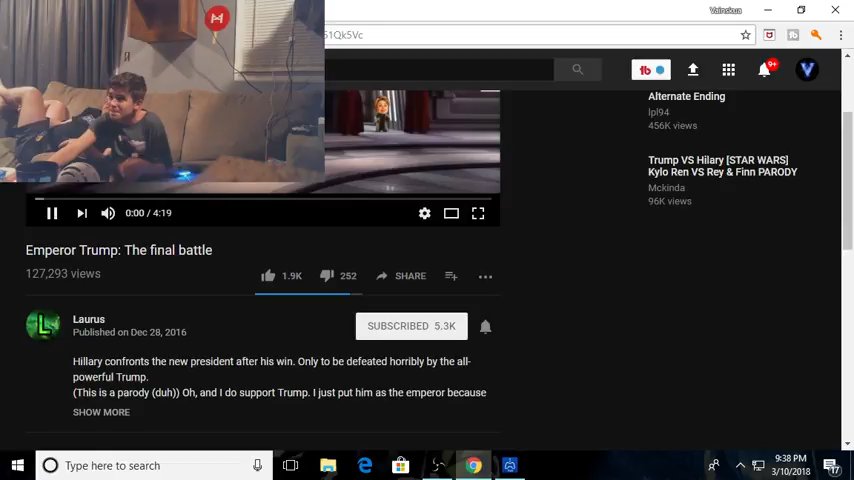 Vainskua
51Qk5Vc
9+
V
Alternate Ending
lpl94
456K views
Trump VS Hilary [STAR WARS]
Kylo Ren VS Rey & Finn PARODY
Mckinda
96K views
0:00 / 4:19
Emperor Trump: The final battle
127,293 views
1.9K
252
SHARE
Laurus
Published on Dec 28, 2016
SUBSCRIBED 5.3K
Hillary confronts the new president after his win. Only to be defeated horribly by the all-
powerful Trump.
(This is a parody (duh)) Oh, and I do support Trump. I just put him as the emperor because
SHOW MORE
Type here to search
9:38 PM
3/10/2018
17